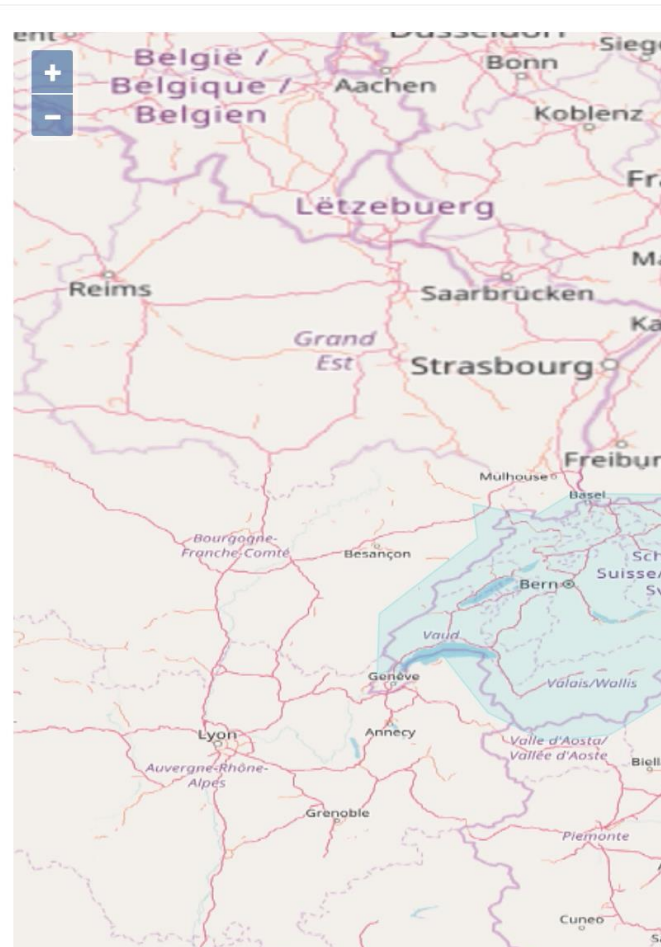 Siege
België /
Belgique /
Belgien
Bonn
Aachen
Koblenz
Lëtzebuerg
Reims
Saarbrücken
Grand
Est
Strasbourg
Mulhouse
Basel
Bourgogne-
Franche-Comté
Besançon
Bern
Vaud
Genève
Valais/Wallis
Annecy
Lyon
Valle d'Aosta/
Vallée d'Aoste
Auvergne-Rhône-
Alpes
Grenoble
Piemonte
Cuneo
+
−